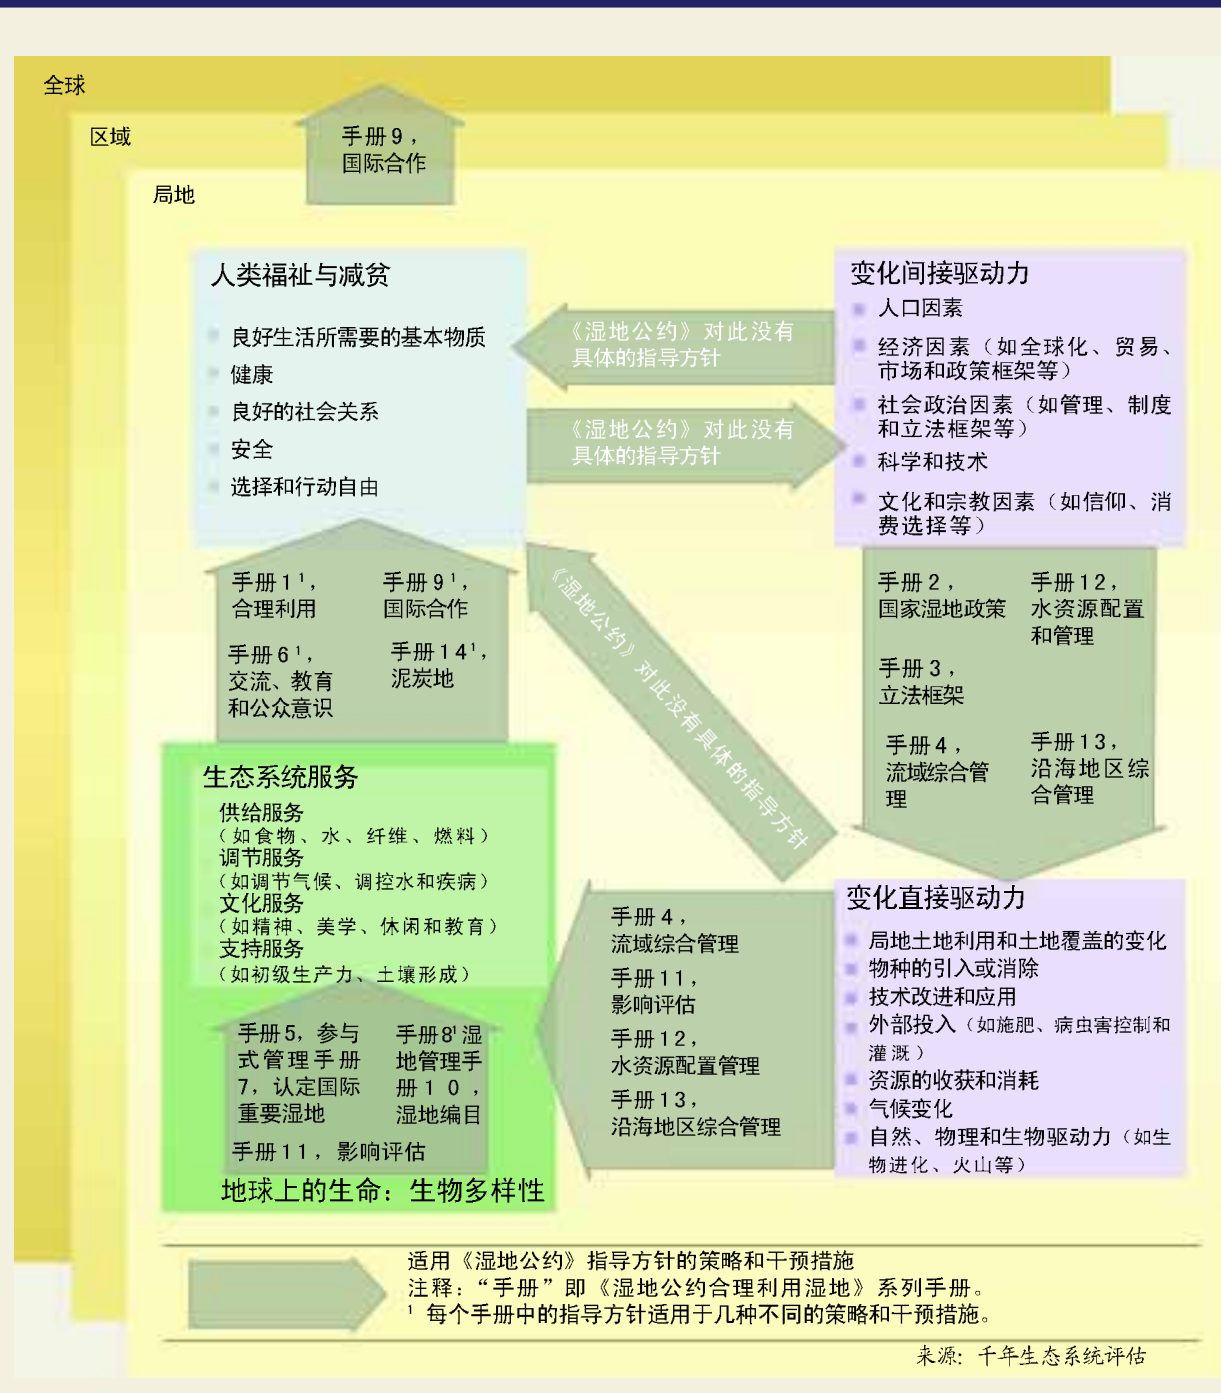 全球
区域
局地
手册9，
国际合作
人类福祉与减贫
良好生活所需要的基本物质
健康
良好的社会关系
安全
选择和行动自由
《湿地公约》对此没有
具体的指导方针
《湿地公约》对此没有
具体的指导方针
变化间接驱动力
人口因素
经济因素（如全球化、贸易、
市场和政策框架等）
社会政治因素（如管理、制度
和立法框架等）
科学和技术
文化和宗教因素（如信仰、消
费选择等）
手册1¹，
合理利用
手册9¹，
国际合作
手册6¹，
交流、教育
和公众意识
手册14¹，
泥炭地
《湿地公约》对此没有具体的指导方针
手册2，
国家湿地政策
手册12，
水资源配置
和管理
手册3，
立法框架
手册4，
流域综合管
理
手册13，
沿海地区综
合管理
生态系统服务
供给服务
（如食物、水、纤维、燃料）
调节服务
（如调节气候、调控水和疾病）
文化服务
（如精神、美学、休闲和教育）
支持服务
（如初级生产力、土壤形成）
手册5，参与
式管理手册
7，认定国际
重要湿地
手册8¹湿
地管理手
册10，
湿地编目
手册11，影响评估
地球上的生命：生物多样性
手册4，
流域综合管理
手册11，
影响评估
手册12，
水资源配置管理
手册13，
沿海地区综合管理
变化直接驱动力
局地土地利用和土地覆盖的变化
物种的引入或消除
技术改进和应用
外部投入（如施肥、病虫害控制和
灌溉）
资源的收获和消耗
气候变化
自然、物理和生物驱动力（如生
物进化、火山等）
适用《湿地公约》指导方针的策略和干预措施
注释：“手册”即《湿地公约合理利用湿地》系列手册。
¹ 每个手册中的指导方针适用于几种不同的策略和干预措施。
来源：千年生态系统评估